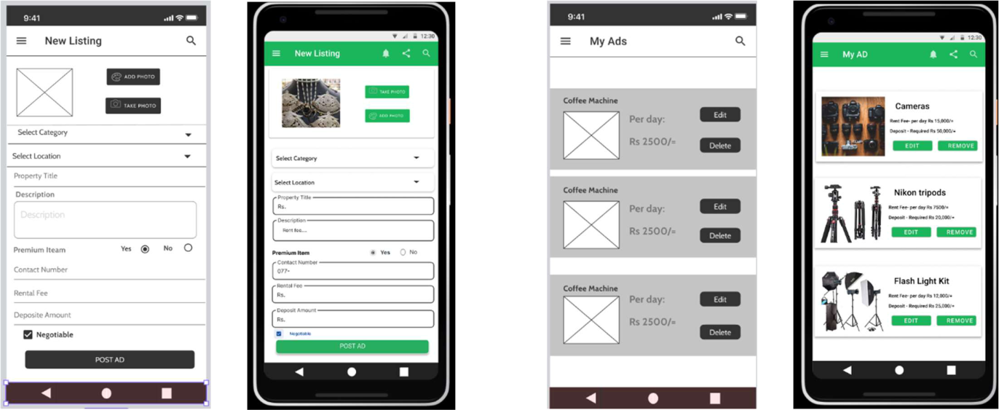 9:41
New Listing
ADD PHOTO
TAKE PHOTO
Select Category
Select Location
Property Title
Description
Description
Premium Iteam Yes No
Contact Number
Rental Fee
Deposite Amount
Negotiable
POST AD
12:30
New Listing
TAKE PHOTO
ADD PHOTO
Select Category
Select Location
Property Title
Rs.
Description
Rent fee...
Premium Item Yes No
Contact Number
077-
Rental Fee
Rs.
Deposit Amount
Rs.
Negotiable
POST AD
9:41
My Ads
Coffee Machine
Per day:
Rs 2500/=
Edit
Delete
Coffee Machine
Per day:
Rs 2500/=
Edit
Delete
Coffee Machine
Per day:
Rs 2500/=
Edit
Delete
12:30
My AD
Cameras
Rent Fee- per day Rs 15,000/=
Deposit - Required Rs 50,000/=
EDIT REMOVE
Nikon tripods
Rent Fee- per day Rs 7500/=
Deposit - Required Rs 20,000/=
EDIT REMOVE
Flash Light Kit
Rent Fee- per day Rs 12,000/=
Deposit - Required Rs 25,000/=
EDIT REMOVE